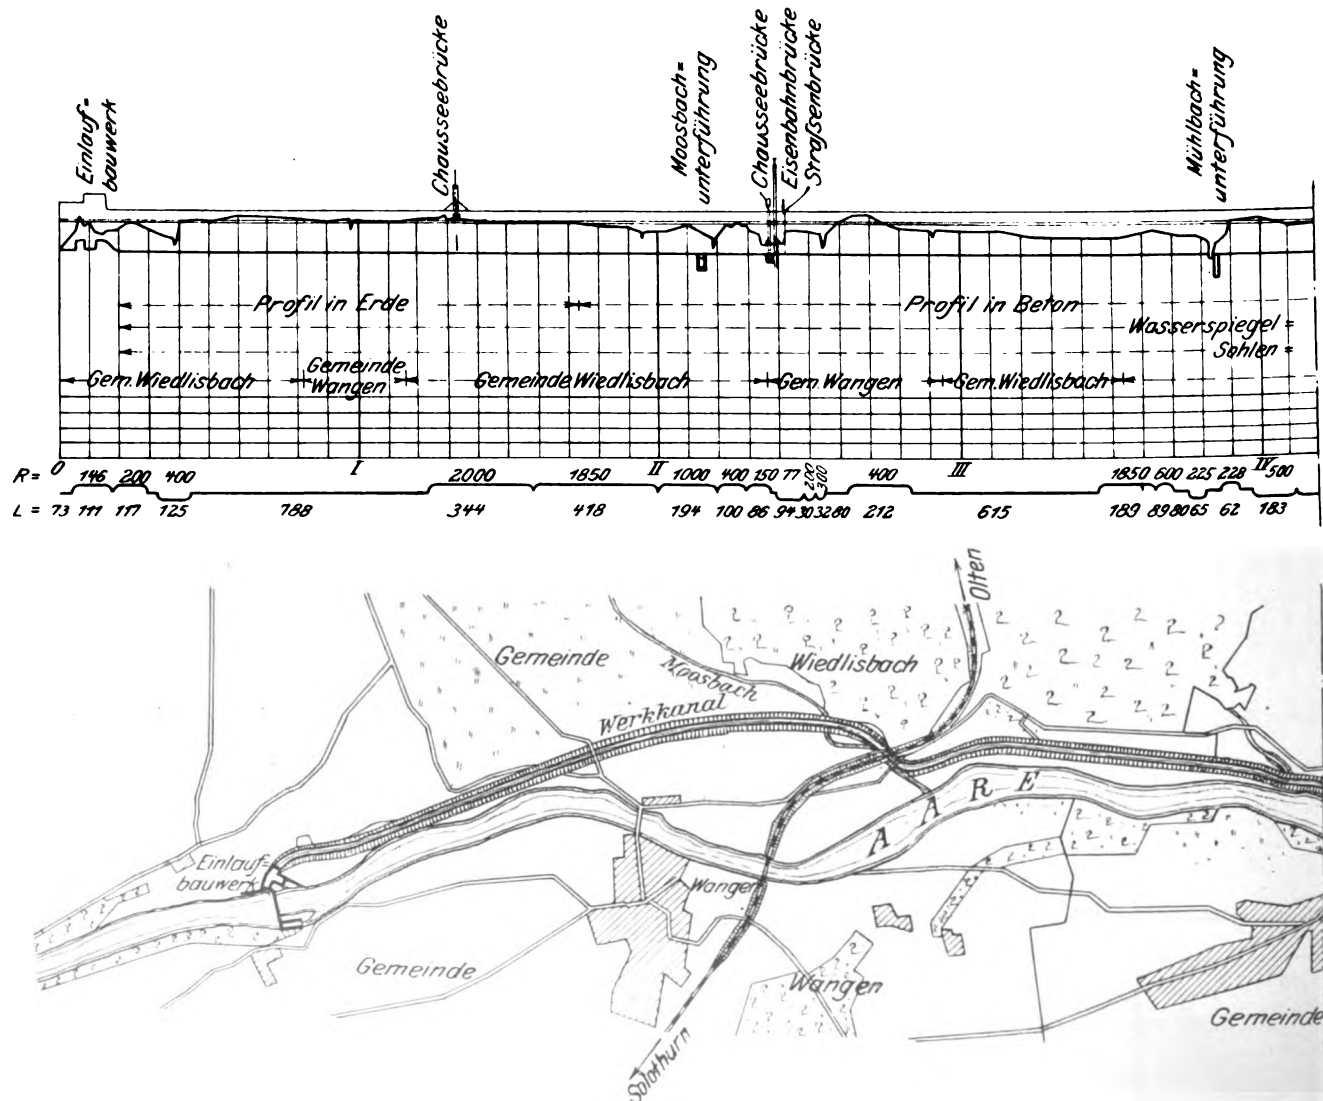 Einlauf=
bauwerk
Chausseebrücke
Moosbach=
unterführung
Chausseebrücke
Eisenbahnbrücke
Straßenbrücke
Mühlbach=
unterführung
Profil in Erde
Profil in Beton
Wasserspiegel =
Sohlen =
Gem. Wiedlisbach
Gemeinde
Wangen
Gemeinde Wiedlisbach
Gem. Wangen
Gem. Wiedlisbach
0 I II III IV
R = 146 200 400 2000 1850 1000 400 150 77 200 300 400 1850 600 225 228 500
L = 73 111 117 125 788 344 418 194 100 86 94 30 32 80 212 615 189 89 80 65 62 183
Olten
Gemeinde
Moosbach
Wiedlisbach
Werkkanal
AARE
Einlauf=
bauwerk
Wangen
Gemeinde
Wangen
Gemeinde
Solothurn